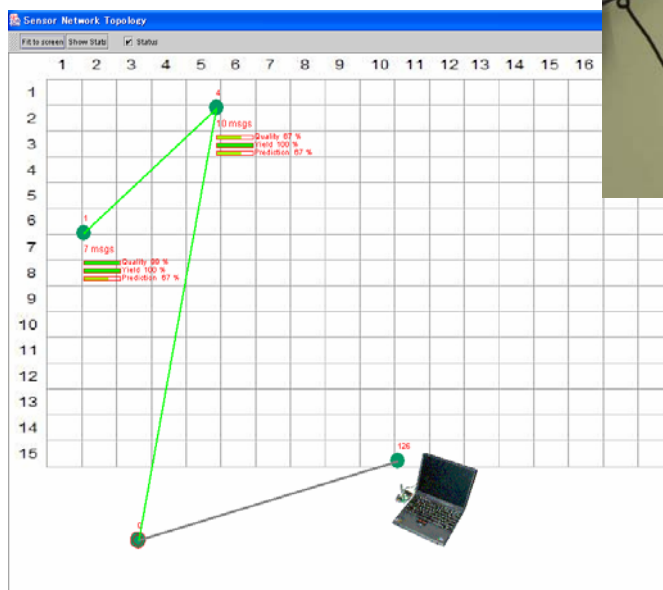 Sensor Network Topology
Fit to screen Show Stats Status
1 2 3 4 5 6 7 8 9 10 11 12 13 14 15 16
1
2
3
4
5
6
7
8
9
10
11
12
13
14
15
4
10 msgs
Quality 67 %
Yield 100 %
Prediction 67 %
1
7 msgs
Yield 100 %
Prediction 67 %
126
0